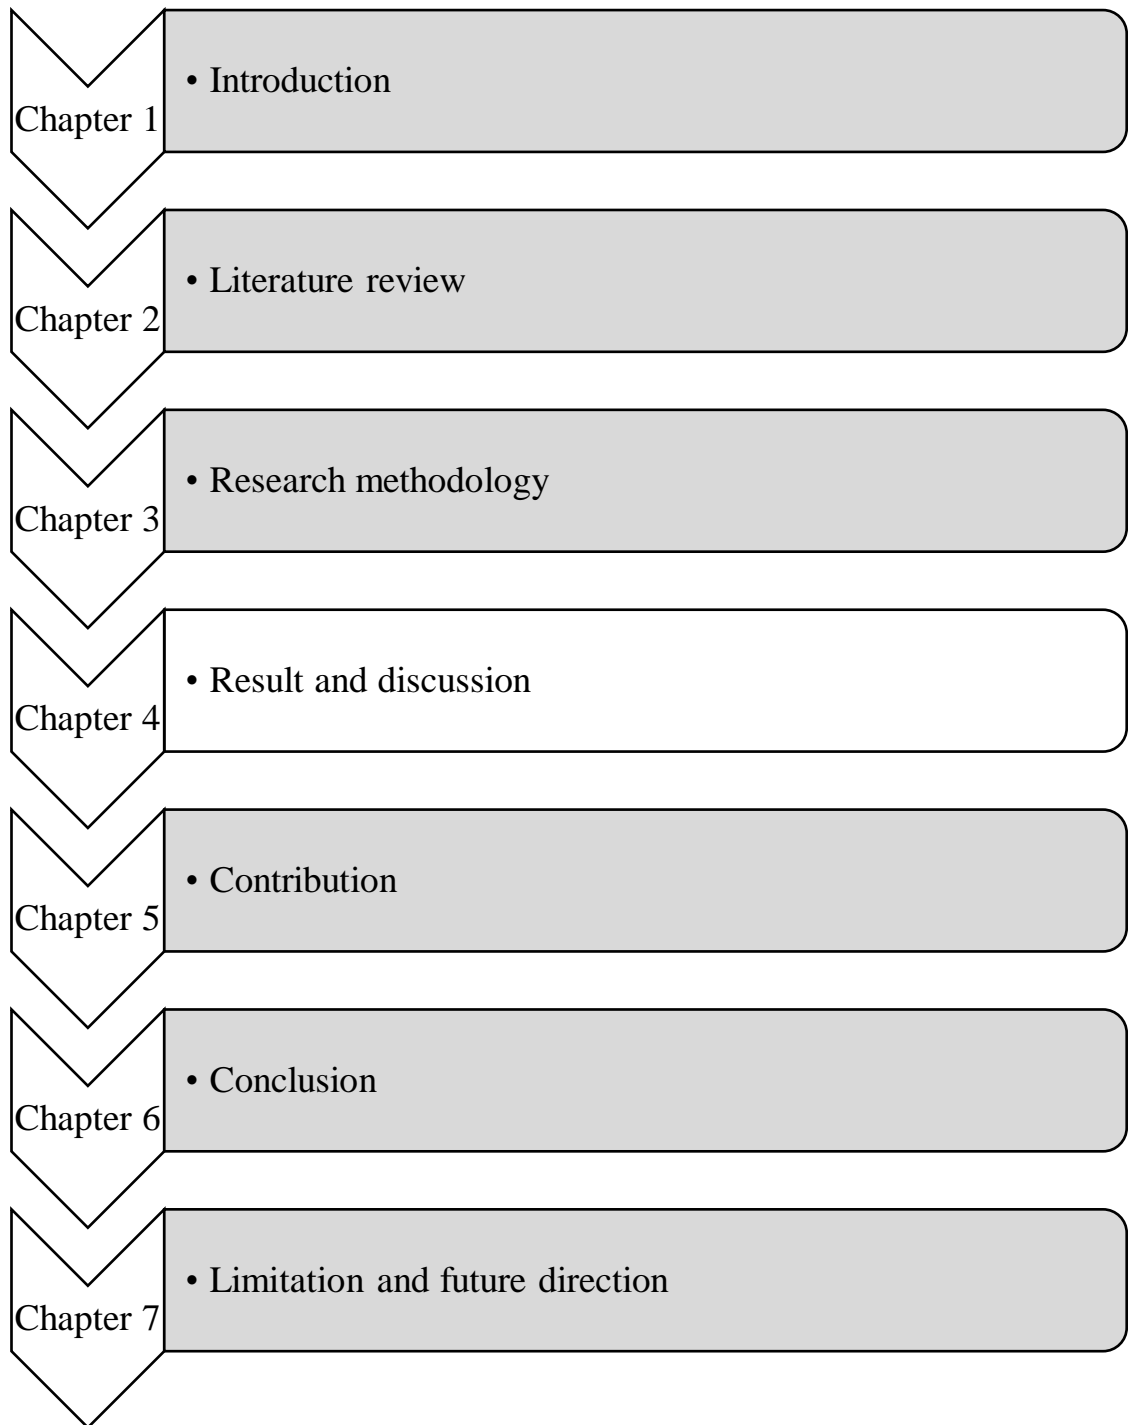 Chapter 1
• Introduction
Chapter 2
• Literature review
Chapter 3
• Research methodology
Chapter 4
• Result and discussion
Chapter 5
• Contribution
Chapter 6
• Conclusion
Chapter 7
• Limitation and future direction